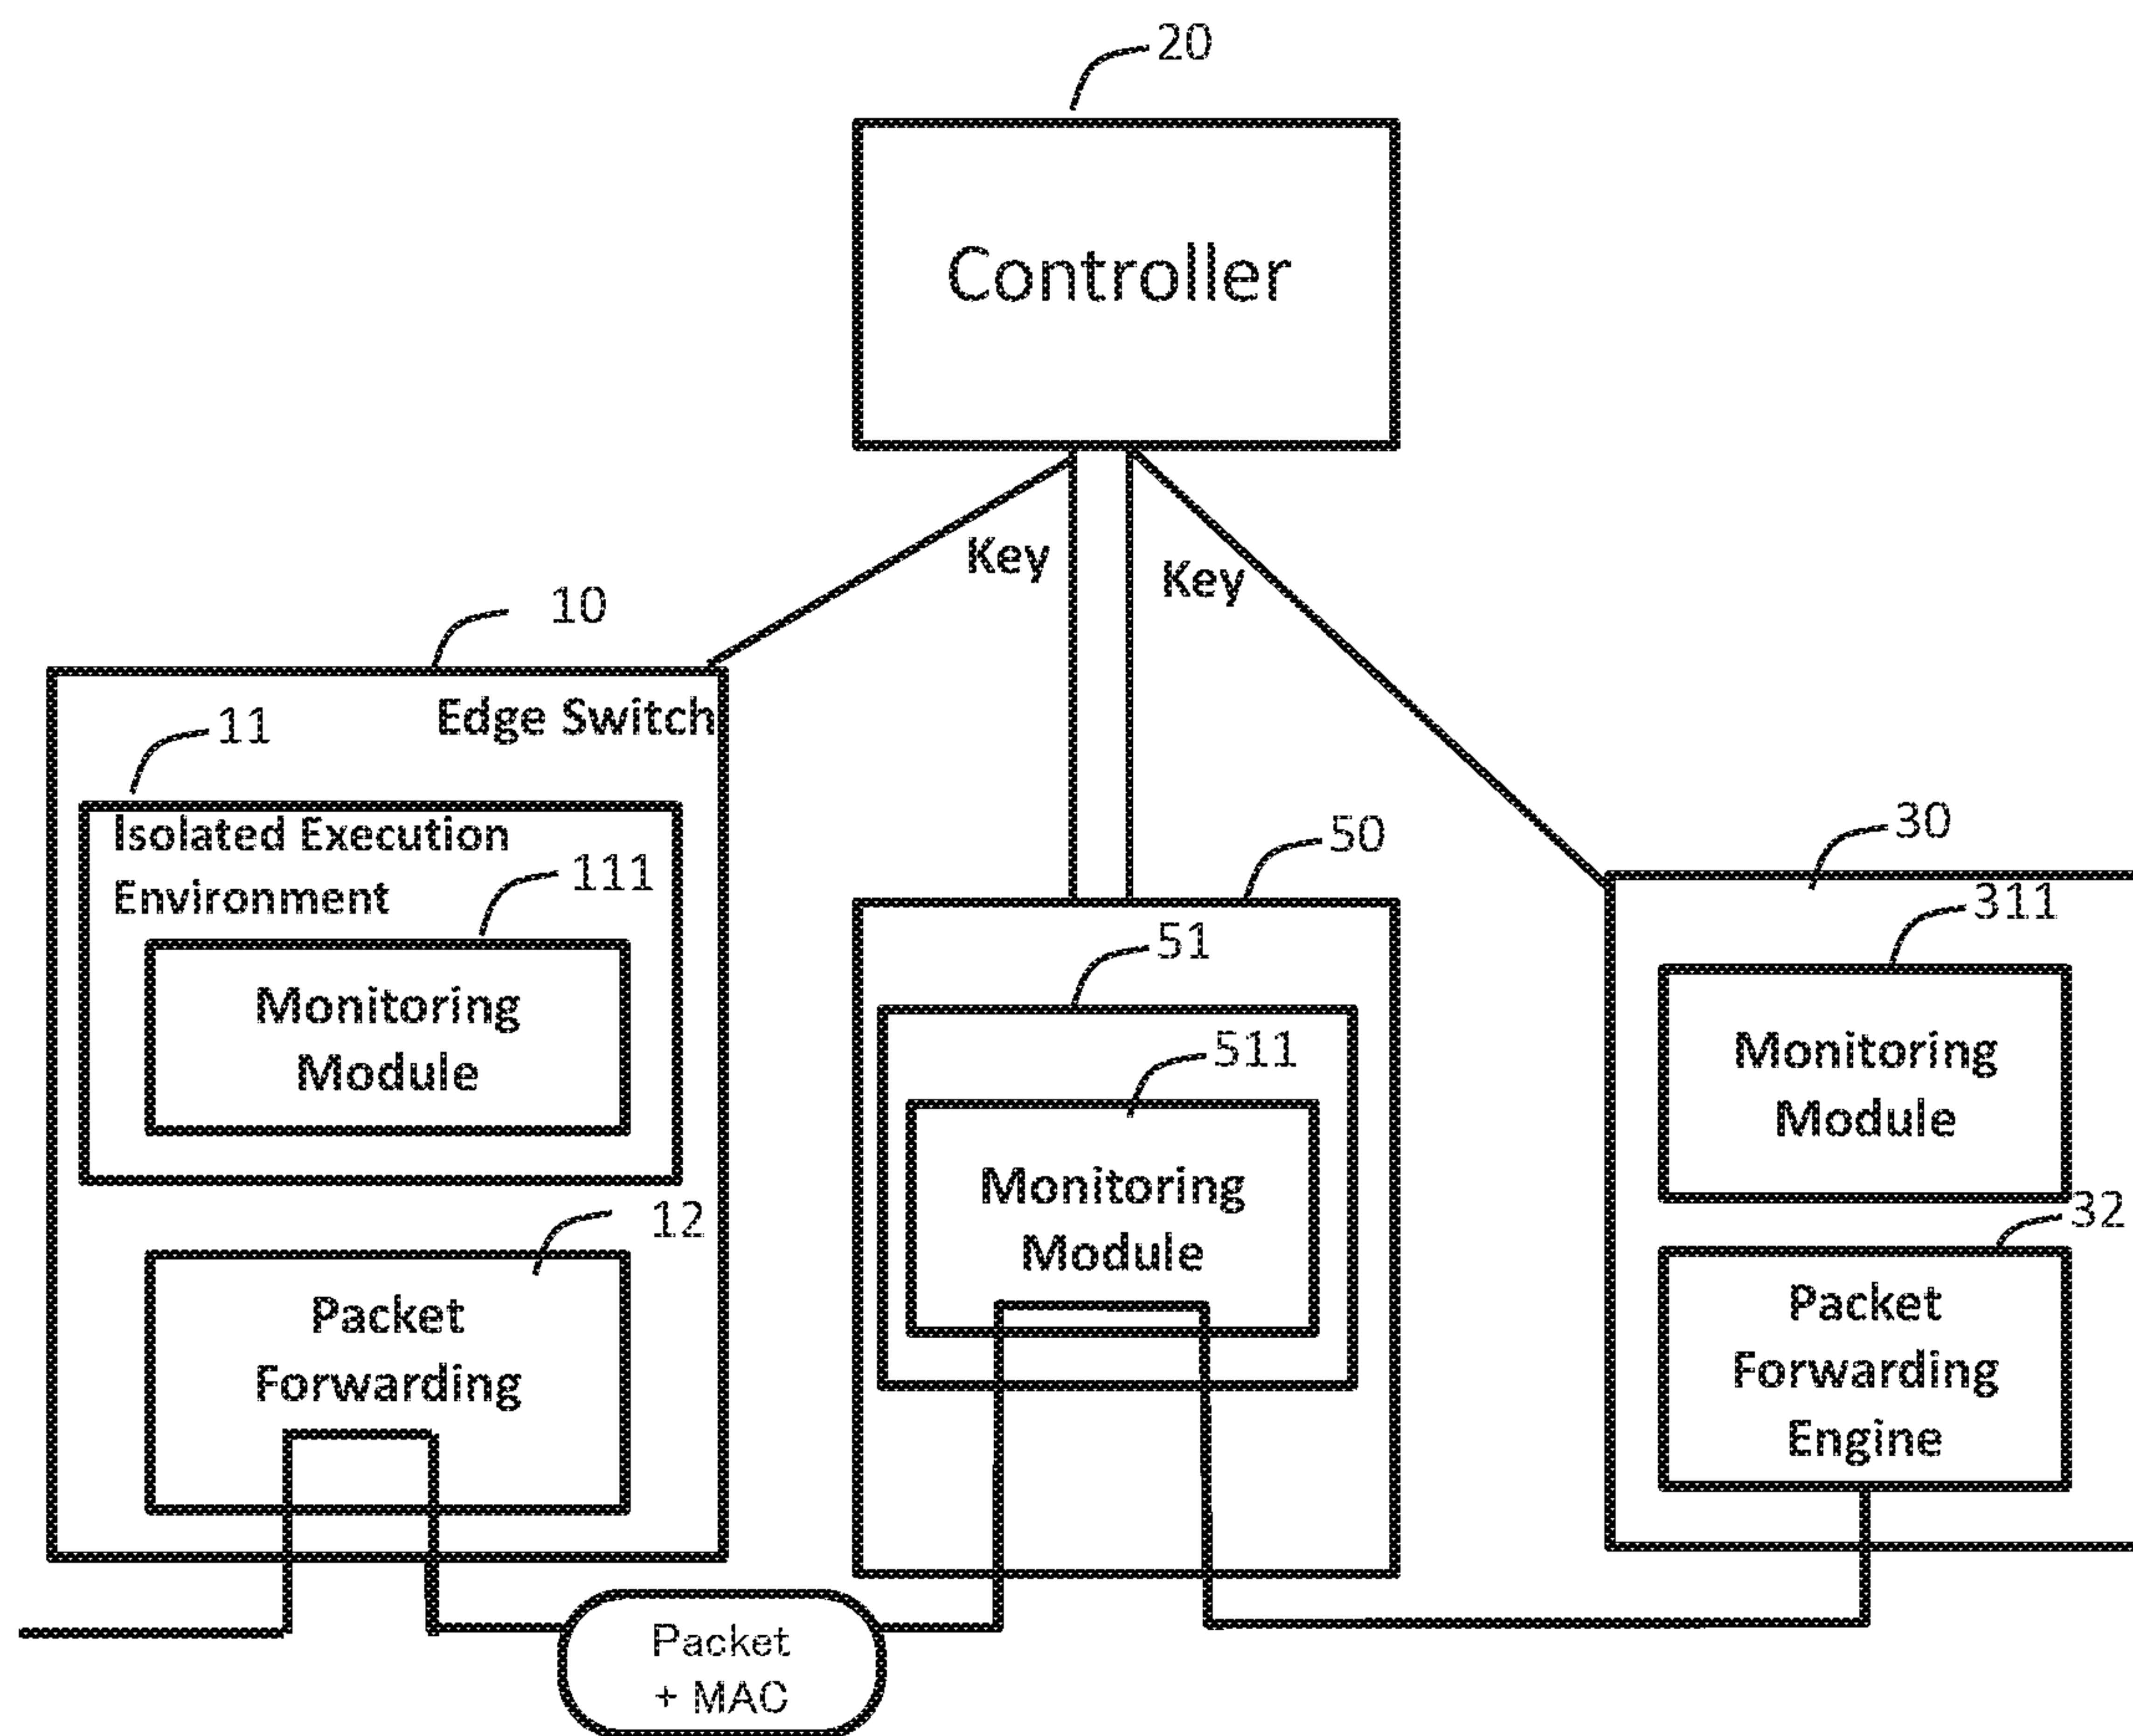 20
Controller
Key
Key
10
Edge Switch
11
Isolated Execution
Environment
111
Monitoring
Module
12
Packet
Forwarding
50
51
511
Monitoring
Module
30
311
Monitoring
Module
32
Packet
Forwarding
Engine
Packet
+ MAC